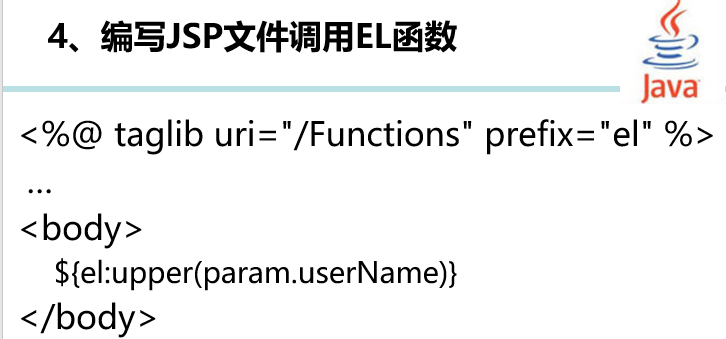 4、编写JSP文件调用EL函数
Java
<%@ taglib uri="/Functions" prefix="el" %>
...
<body>
${el:upper(param.userName)}
</body>